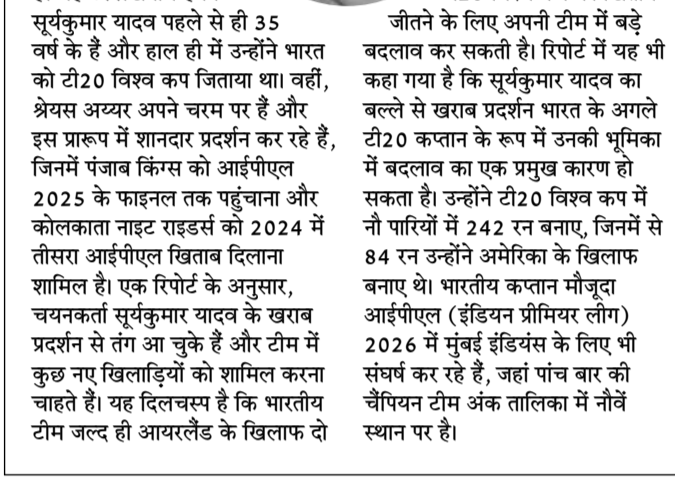 सूर्यकुमार यादव पहले से ही 35
वर्ष के हैं और हाल ही में उन्होंने भारत
को टी20 विश्व कप जिताया था। वहीं,
श्रेयस अय्यर अपने चरम पर हैं और
इस प्रारूप में शानदार प्रदर्शन कर रहे हैं,
जिनमें पंजाब किंग्स को आईपीएल
2025 के फाइनल तक पहुंचाना और
कोलकाता नाइट राइडर्स को 2024 में
तीसरा आईपीएल खिताब दिलाना
शामिल है। एक रिपोर्ट के अनुसार,
चयनकर्ता सूर्यकुमार यादव के खराब
प्रदर्शन से तंग आ चुके हैं और टीम में
कुछ नए खिलाड़ियों को शामिल करना
चाहते हैं। यह दिलचस्प है कि भारतीय
टीम जल्द ही आयरलैंड के खिलाफ दो
जीतने के लिए अपनी टीम में बड़े
बदलाव कर सकती है। रिपोर्ट में यह भी
कहा गया है कि सूर्यकुमार यादव का
बल्ले से खराब प्रदर्शन भारत के अगले
टी20 कप्तान के रूप में उनकी भूमिका
में बदलाव का एक प्रमुख कारण हो
सकता है। उन्होंने टी20 विश्व कप में
नौ पारियों में 242 रन बनाए, जिनमें से
84 रन उन्होंने अमेरिका के खिलाफ
बनाए थे। भारतीय कप्तान मौजूदा
आईपीएल (इंडियन प्रीमियर लीग)
2026 में मुंबई इंडियंस के लिए भी
संघर्ष कर रहे हैं, जहां पांच बार की
चैंपियन टीम अंक तालिका में नौवें
स्थान पर है।